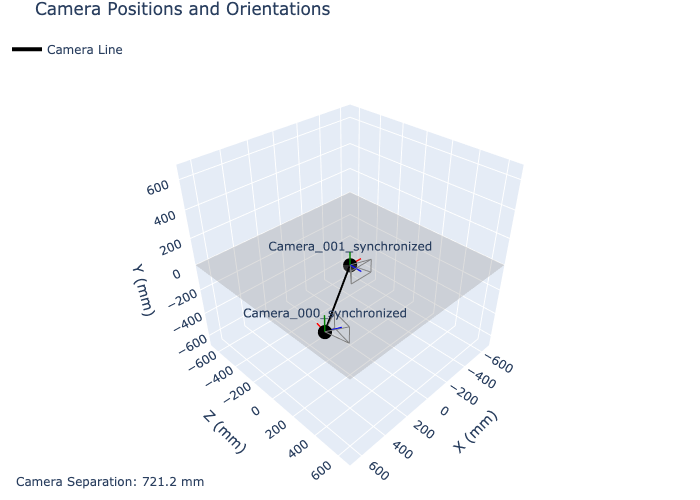 Camera Positions and Orientations
Camera Line
600
400
200
0
−200
−400
−600
Y (mm)
Camera_001_synchronized
Camera_000_synchronized
−600
−400
−200
0
200
400
600
Z (mm)
−600
−400
−200
0
200
400
600
X (mm)
Camera Separation: 721.2 mm